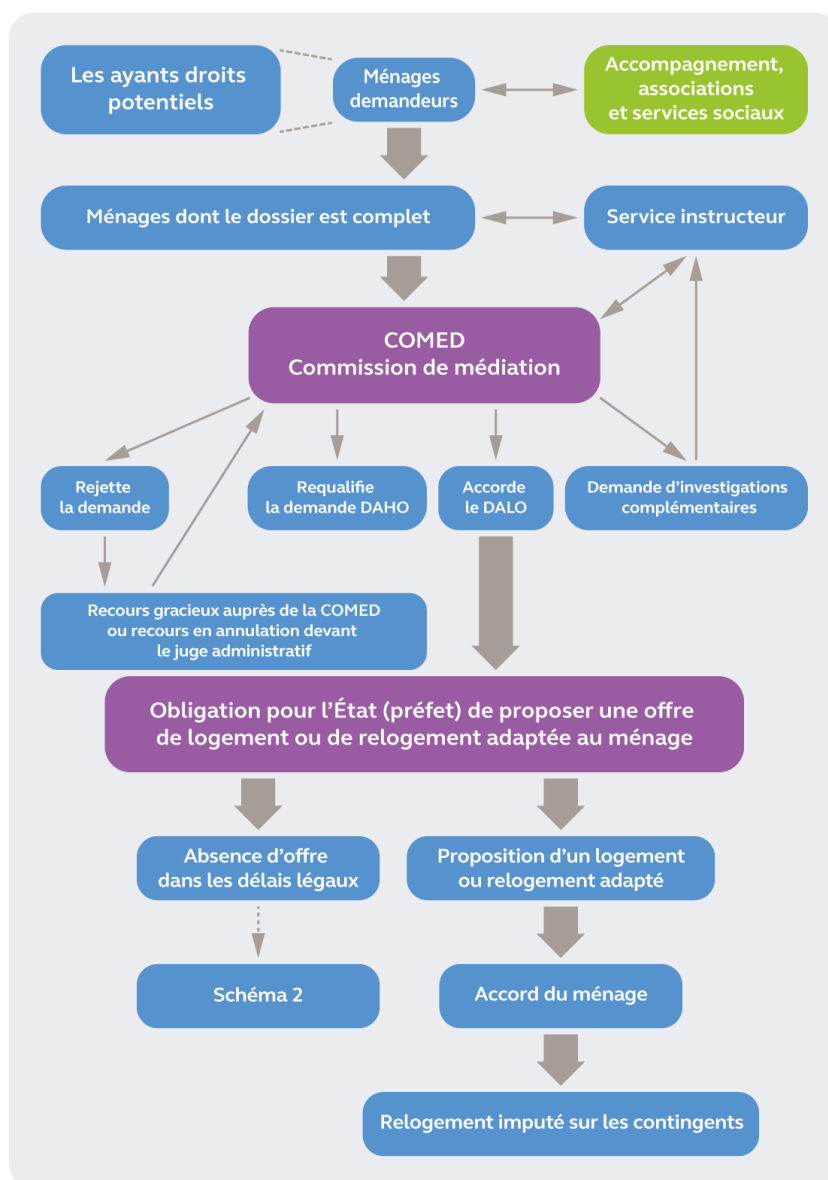 Les ayants droits
potentiels
Ménages
demandeurs
Accompagnement,
associations
et services sociaux
Ménages dont le dossier est complet
Service instructeur
COMED
Commission de médiation
Rejette
la demande
Requalifie
la demande DAHO
Accorde
le DALO
Demande d’investigations
complémentaires
Recours gracieux auprès de la COMED
ou recours en annulation devant
le juge administratif
Obligation pour l’État (préfet) de proposer une offre
de logement ou de relogement adaptée au ménage
Absence d’offre
dans les délais légaux
Proposition d’un logement
ou relogement adapté
Schéma 2
Accord du ménage
Relogement imputé sur les contingents